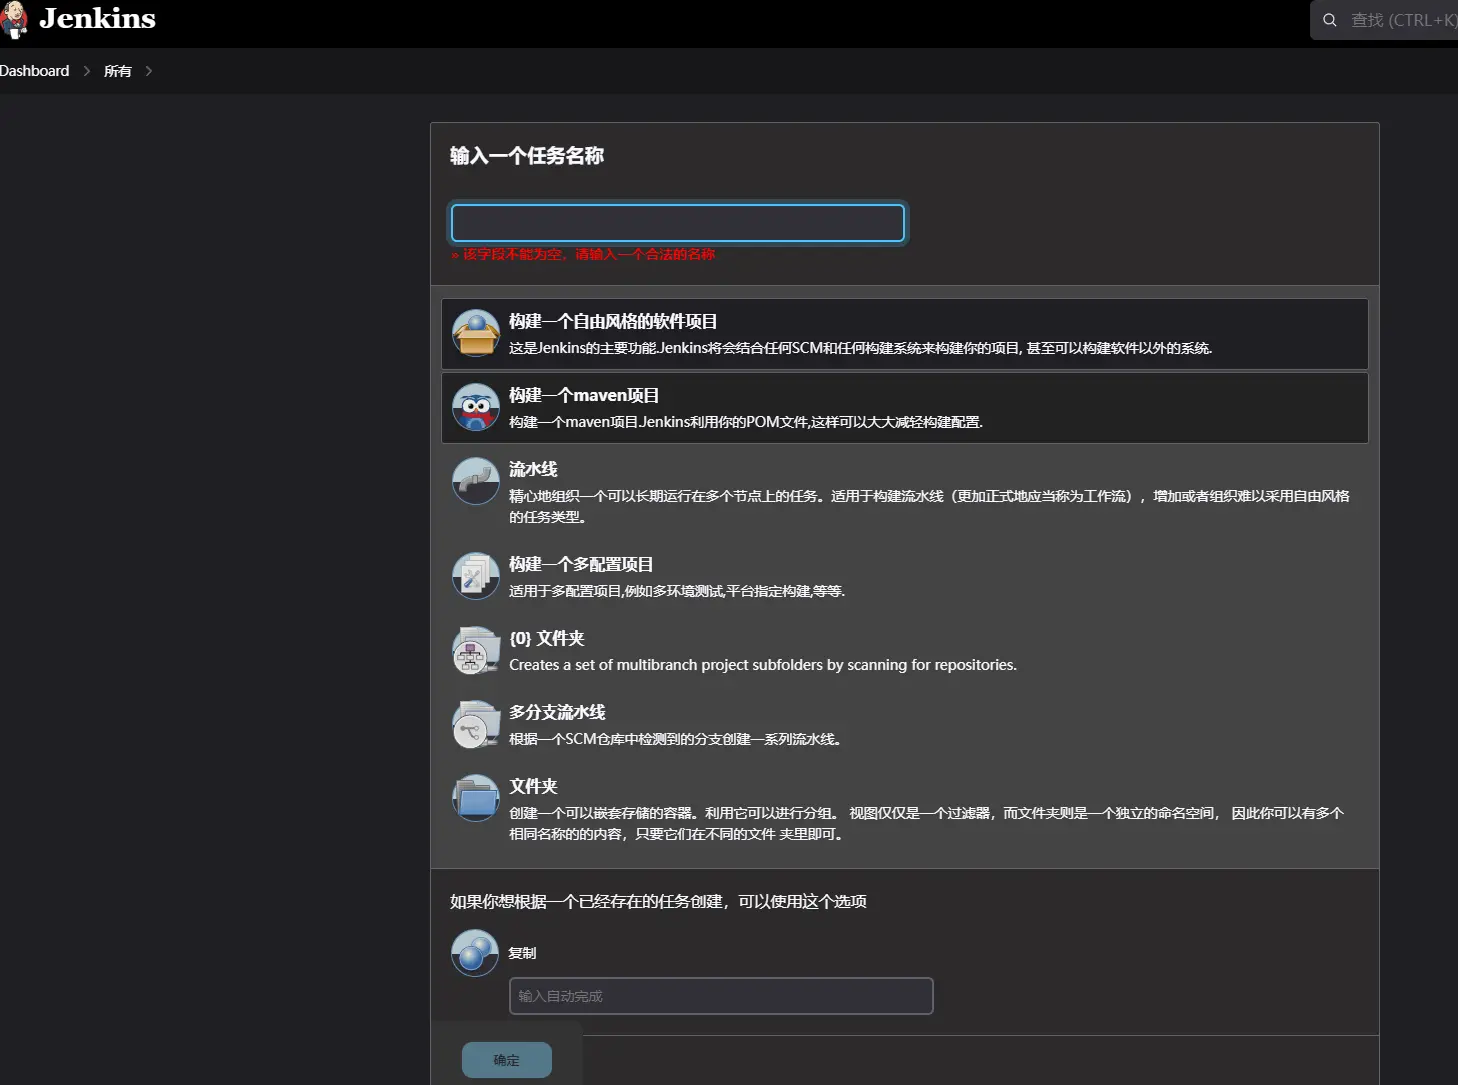 Jenkins
查找 (CTRL+K)
Dashboard
所有
输入一个任务名称
» 该字段不能为空，请输入一个合法的名称
构建一个自由风格的软件项目
这是Jenkins的主要功能.Jenkins将会结合任何SCM和任何构建系统来构建你的项目, 甚至可以构建软件以外的系统.
构建一个maven项目
构建一个maven项目.Jenkins利用你的POM文件,这样可以大大减轻构建配置.
流水线
精心地组织一个可以长期运行在多个节点上的任务。适用于构建流水线（更加正式地应当称为工作流），增加或者组织难以采用自由风格
的任务类型。
构建一个多配置项目
适用于多配置项目,例如多环境测试,平台指定构建,等等.
{0} 文件夹
Creates a set of multibranch project subfolders by scanning for repositories.
多分支流水线
根据一个SCM仓库中检测到的分支创建一系列流水线。
文件夹
创建一个可以嵌套存储的容器。利用它可以进行分组。 视图仅仅是一个过滤器，而文件夹则是一个独立的命名空间， 因此你可以有多个
相同名称的的内容，只要它们在不同的文件 夹里即可。
如果你想根据一个已经存在的任务创建，可以使用这个选项
复制
输入自动完成
确定